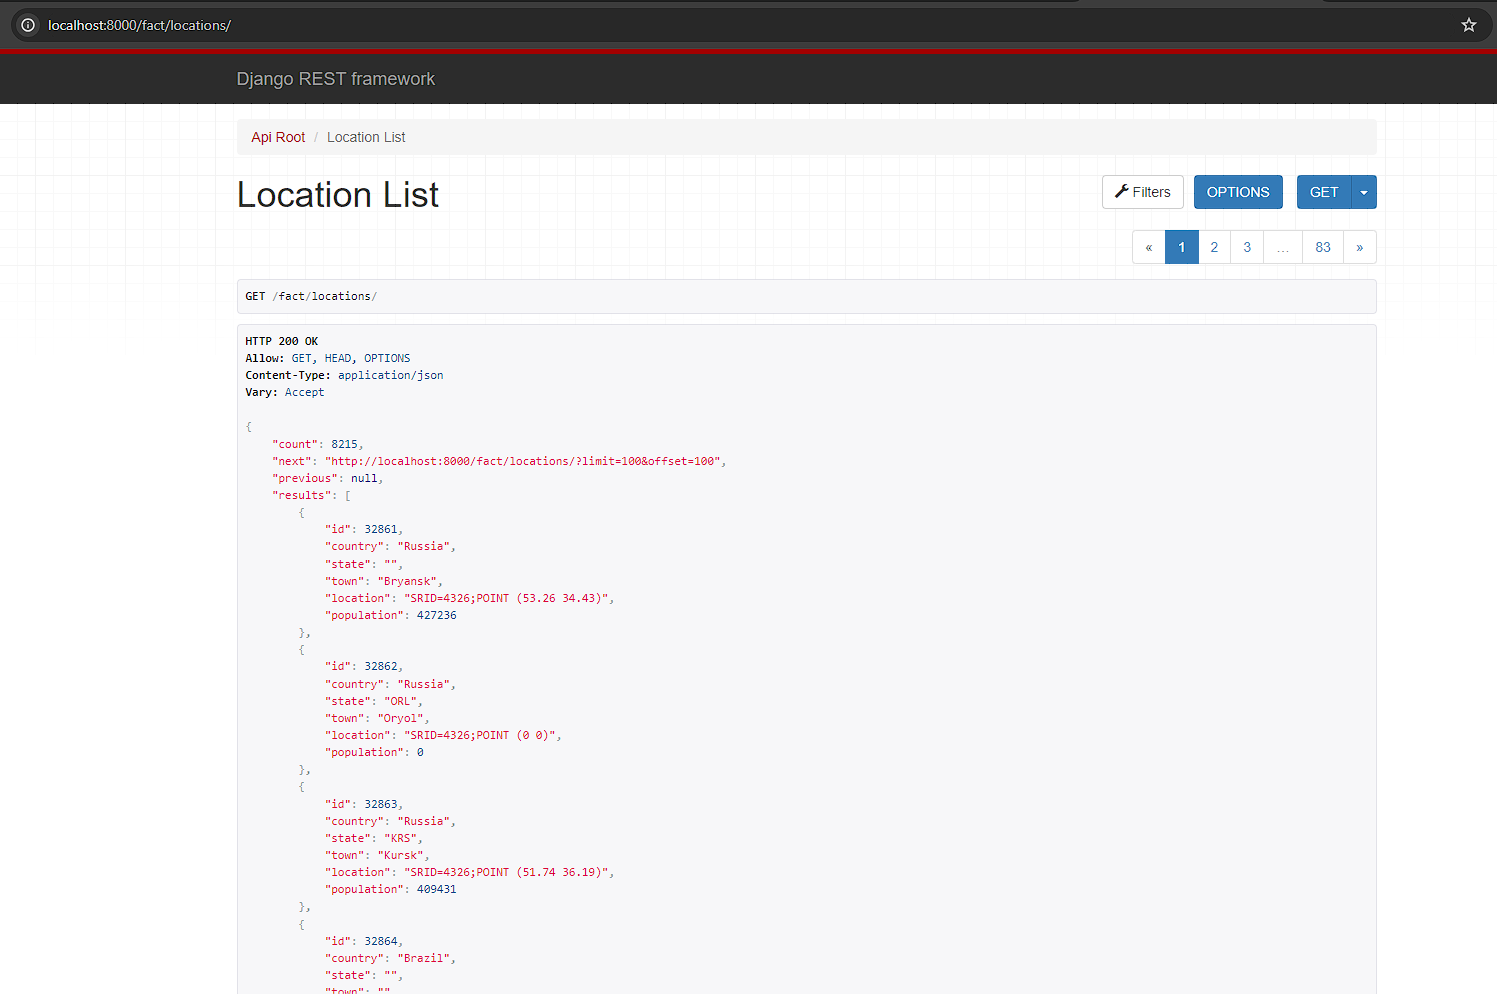 localhost:8000/fact/locations/
Django REST framework
Api Root / Location List
Location List
Filters
OPTIONS
GET
« 1 2 3 … 83 »
GET /fact/locations/
HTTP 200 OK
Allow: GET, HEAD, OPTIONS
Content-Type: application/json
Vary: Accept
{
    "count": 8215,
    "next": "http://localhost:8000/fact/locations/?limit=100&offset=100",
    "previous": null,
    "results": [
        {
            "id": 32861,
            "country": "Russia",
            "state": "",
            "town": "Bryansk",
            "location": "SRID=4326;POINT (53.26 34.43)",
            "population": 427236
        },
        {
            "id": 32862,
            "country": "Russia",
            "state": "ORL",
            "town": "Oryol",
            "location": "SRID=4326;POINT (0 0)",
            "population": 0
        },
        {
            "id": 32863,
            "country": "Russia",
            "state": "KRS",
            "town": "Kursk",
            "location": "SRID=4326;POINT (51.74 36.19)",
            "population": 409431
        },
        {
            "id": 32864,
            "country": "Brazil",
            "state": "",
            "town": ""